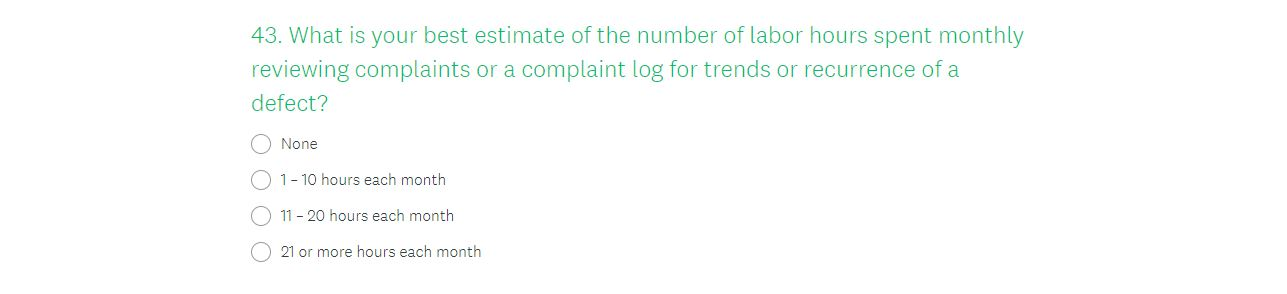 43. What is your best estimate of the number of labor hours spent monthly
reviewing complaints or a complaint log for trends or recurrence of a
defect?
None
1 – 10 hours each month
11 – 20 hours each month
21 or more hours each month